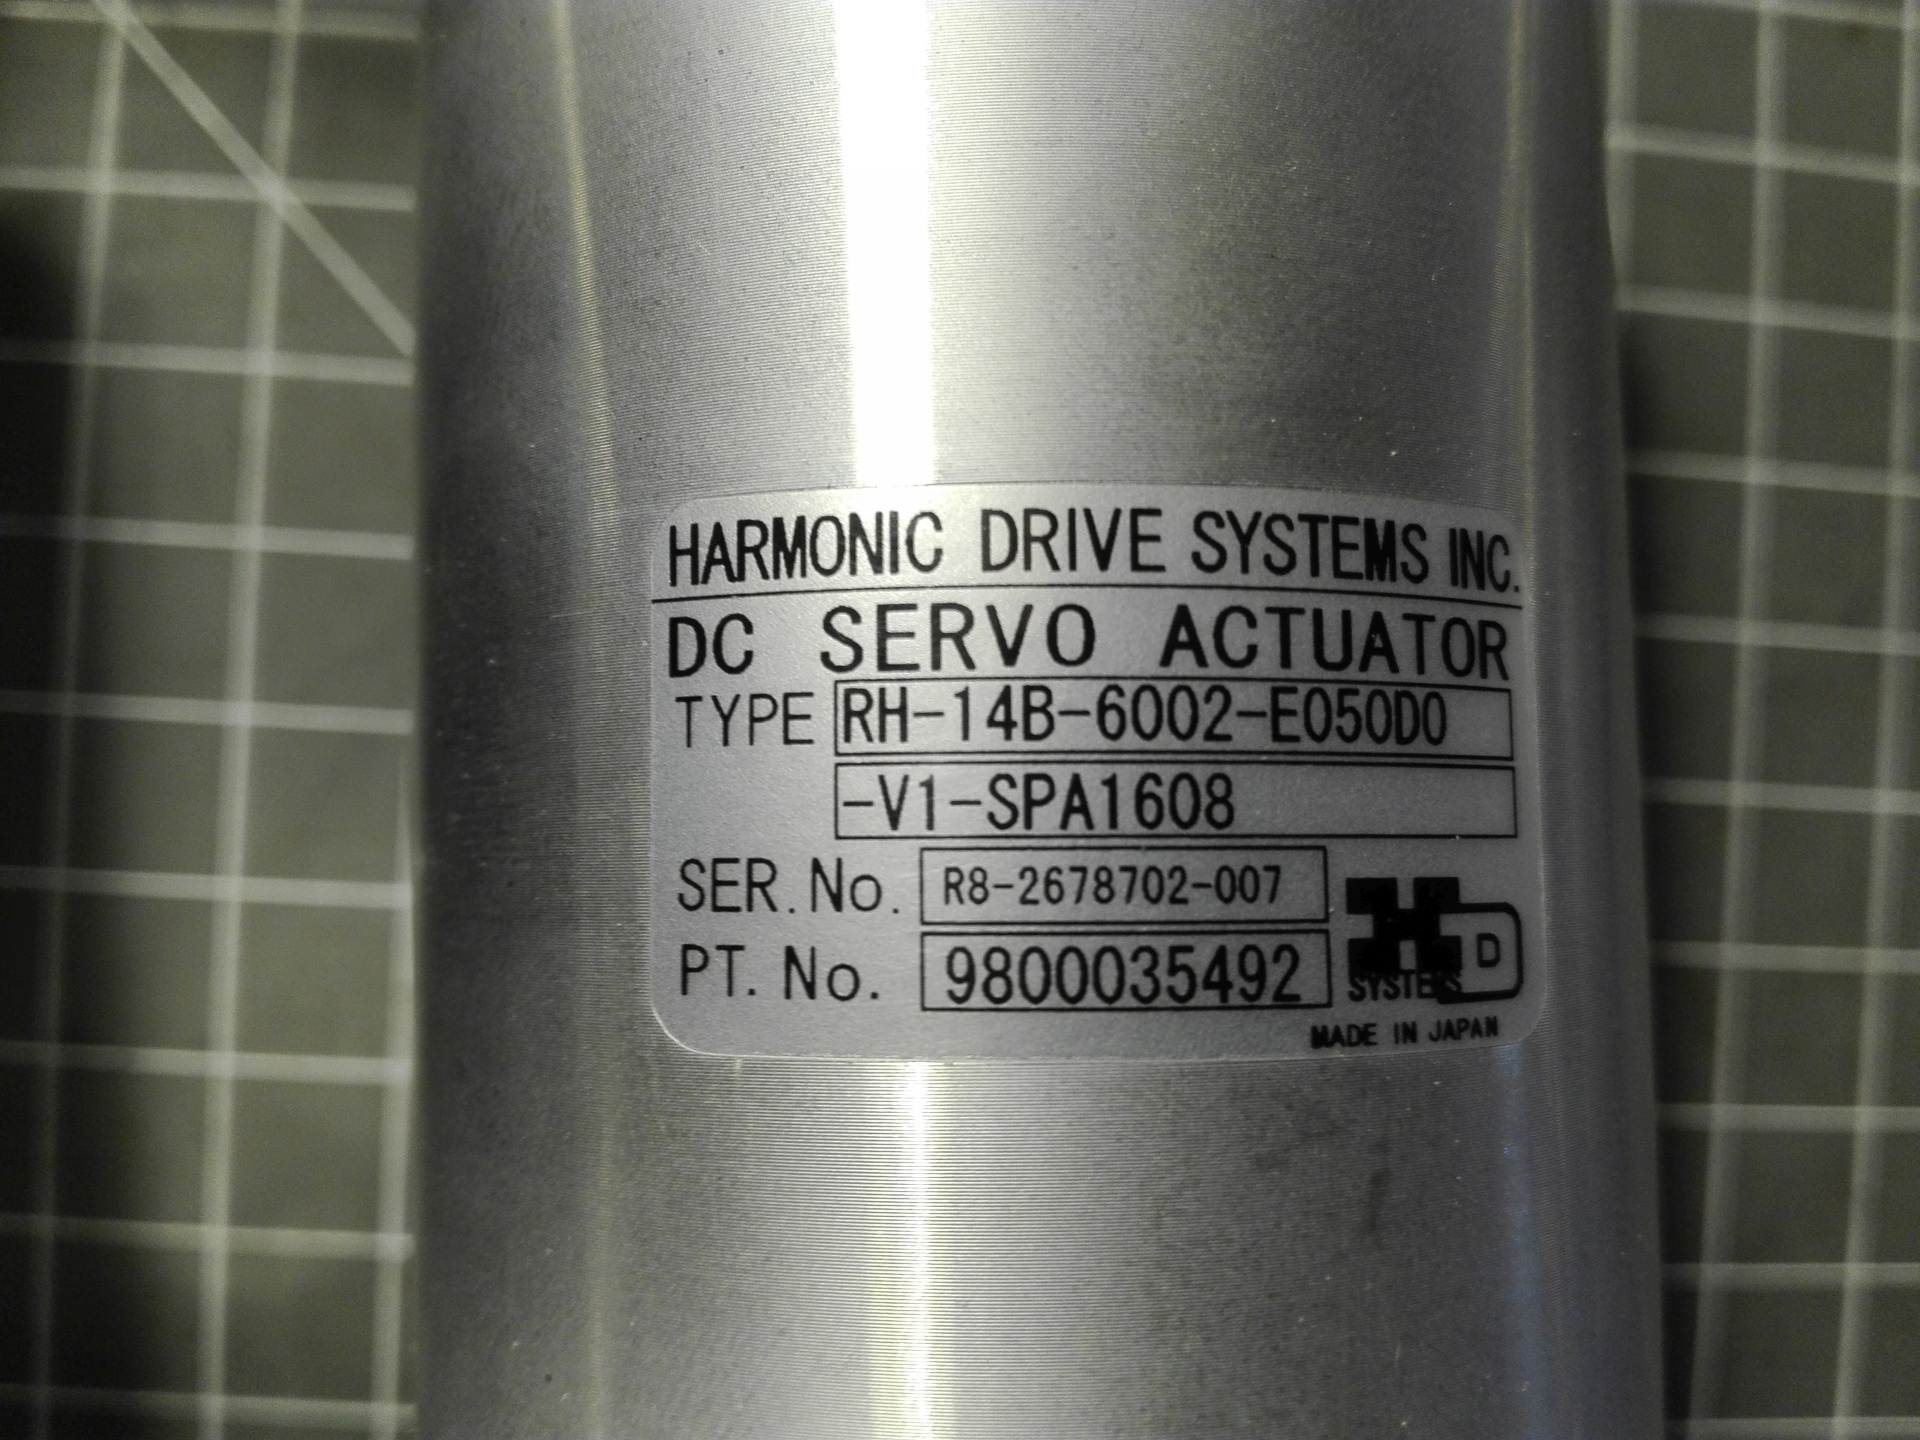 HARMONIC DRIVE SYSTEMS INC.
DC SERVO ACTUATOR
TYPE RH-14B-6002-E050D0
-V1-SPA1608
SER. No. R8-2678702-007
PT. No. 9800035492
H D
SYSTEMS
MADE IN JAPAN